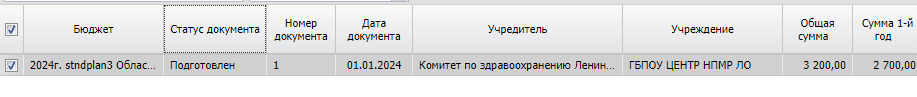 Бюджет Статус документа Номер документа Дата документа Учредитель Учреждение Общая сумма Сумма 1-й год
2024г. stndplan3 Облас... Подготовлен 1 01.01.2024 Комитет по здравоохранению Ленин... ГБПОУ ЦЕНТР НПМР ЛО 3 200,00 2 700,00